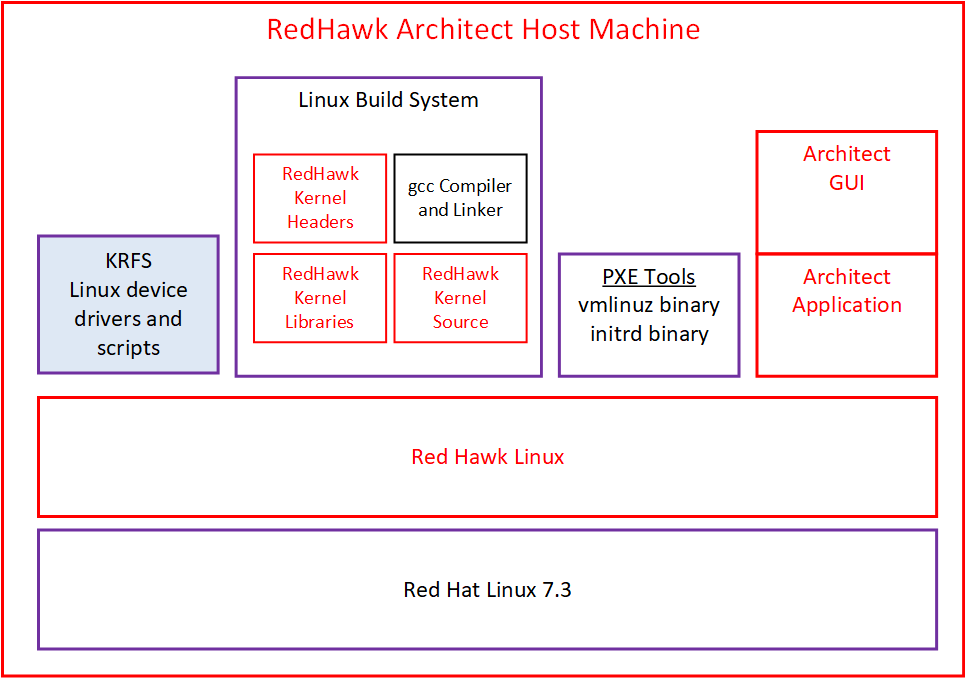 RedHawk Architect Host Machine
Linux Build System
RedHawk
Kernel
Headers
gcc Compiler
and Linker
RedHawk
Kernel
Libraries
RedHawk
Kernel
Source
KRFS
Linux device
drivers and
scripts
PXE Tools
vmlinuz binary
initrd binary
Architect
GUI
Architect
Application
Red Hawk Linux
Red Hat Linux 7.3